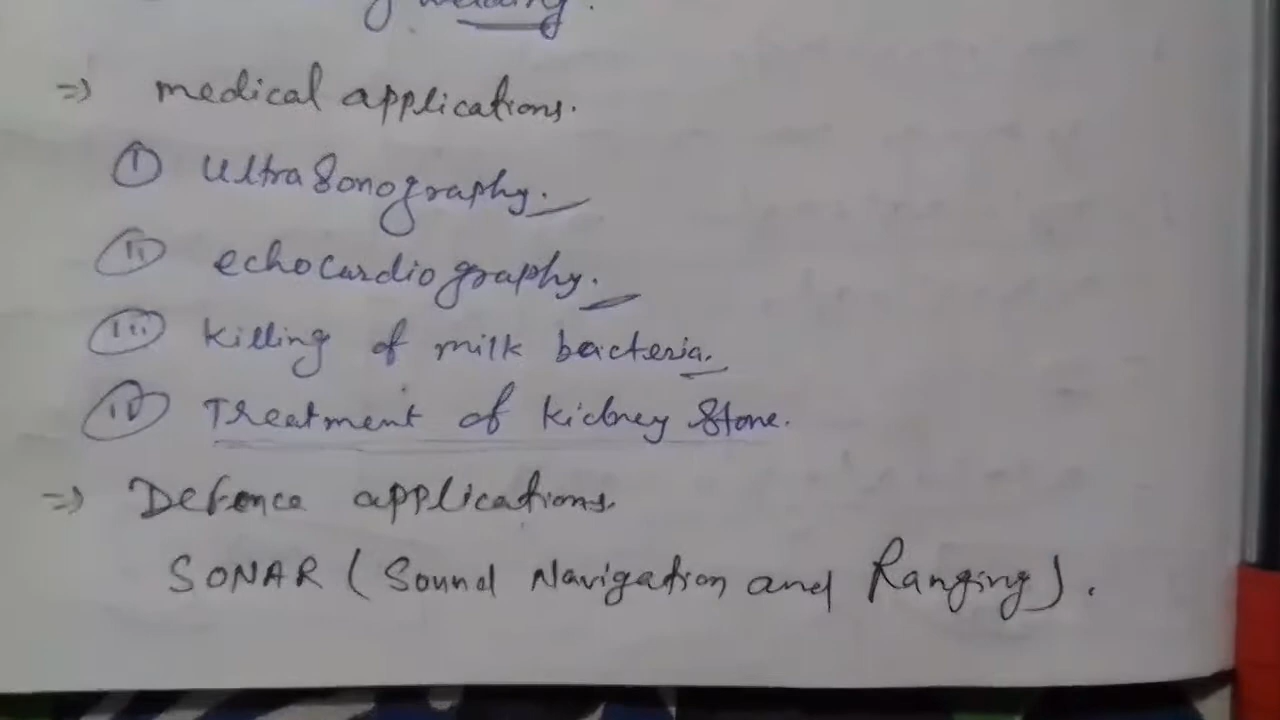 welding.
=> medical applications.
(i) Ultrasonography.
(ii) echocardiography.
(iii) Killing of milk bacteria.
(iv) Treatment of kidney stone.
=> Defence applications.
SONAR (Sound Navigation and Ranging).